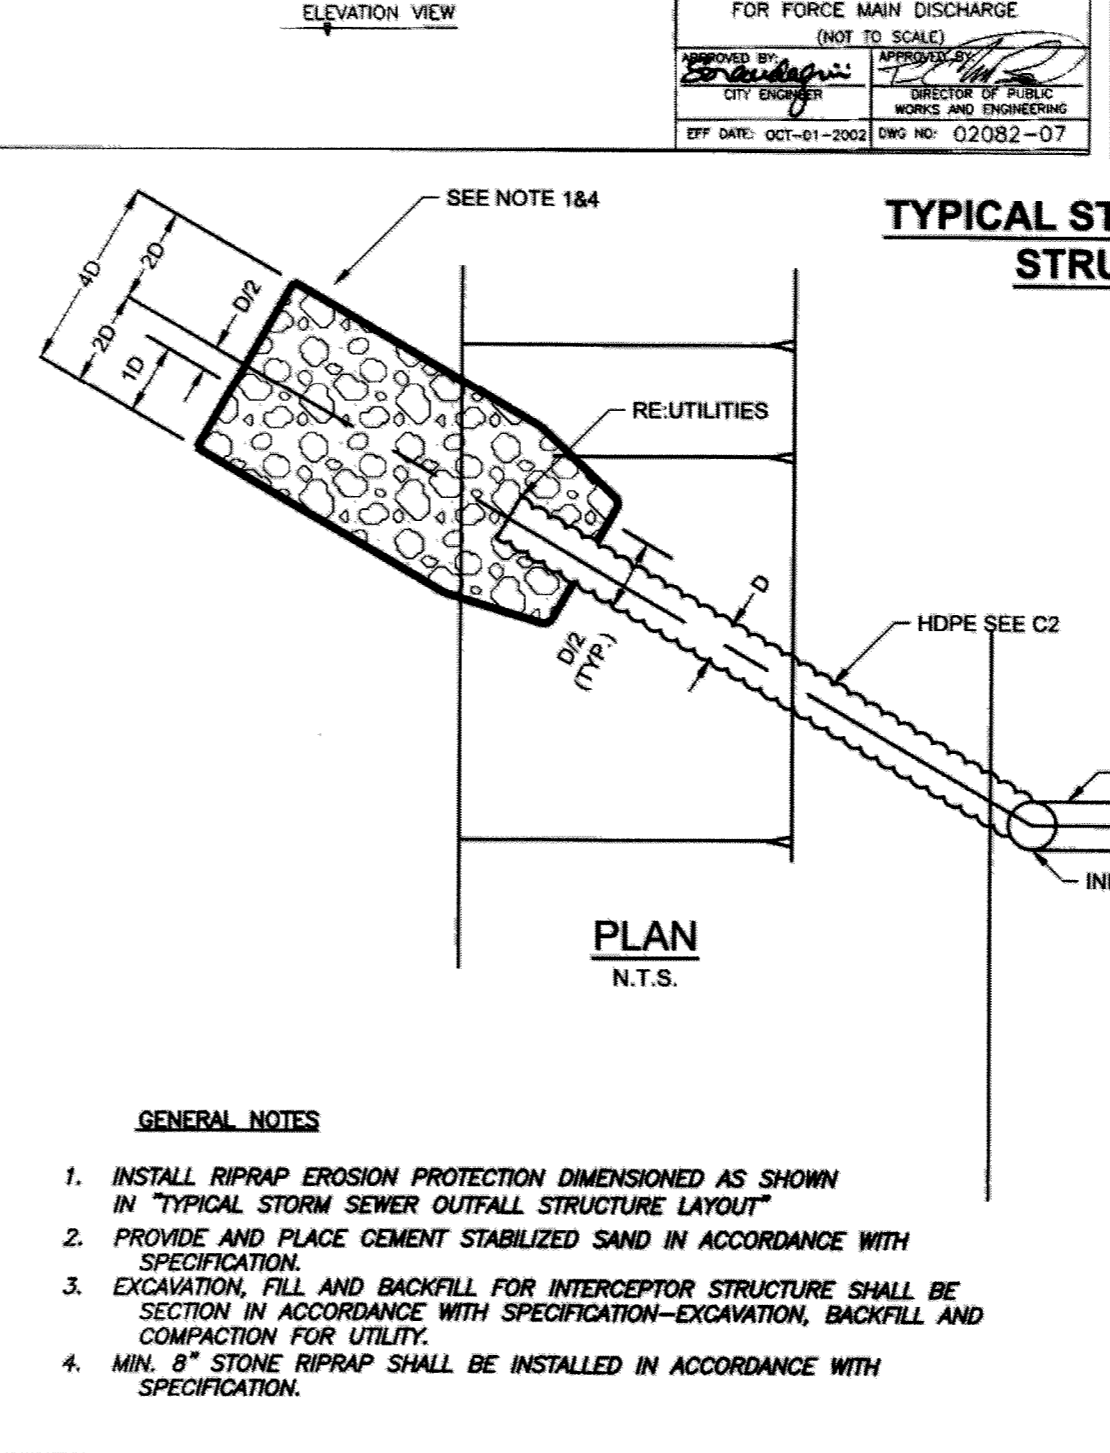 ELEVATION VIEW
FOR FORCE MAIN DISCHARGE
(NOT TO SCALE)
APPROVED BY:
CITY ENGINEER
APPROVED BY:
DIRECTOR OF PUBLIC
WORKS AND ENGINEERING
EFF DATE: OCT-01-2002
DWG NO: 02082-07
SEE NOTE 1&4
TYPICAL ST
STRU
4D
2D
2D
D/2
1D
RE:UTILITIES
D
D/2
(TYP.)
HDPE SEE C2
PLAN
N.T.S.
GENERAL NOTES
1. INSTALL RIPRAP EROSION PROTECTION DIMENSIONED AS SHOWN
IN "TYPICAL STORM SEWER OUTFALL STRUCTURE LAYOUT"
2. PROVIDE AND PLACE CEMENT STABILIZED SAND IN ACCORDANCE WITH
SPECIFICATION.
3. EXCAVATION, FILL AND BACKFILL FOR INTERCEPTOR STRUCTURE SHALL BE
SECTION IN ACCORDANCE WITH SPECIFICATION-EXCAVATION, BACKFILL AND
COMPACTION FOR UTILITY.
4. MIN. 8" STONE RIPRAP SHALL BE INSTALLED IN ACCORDANCE WITH
SPECIFICATION.